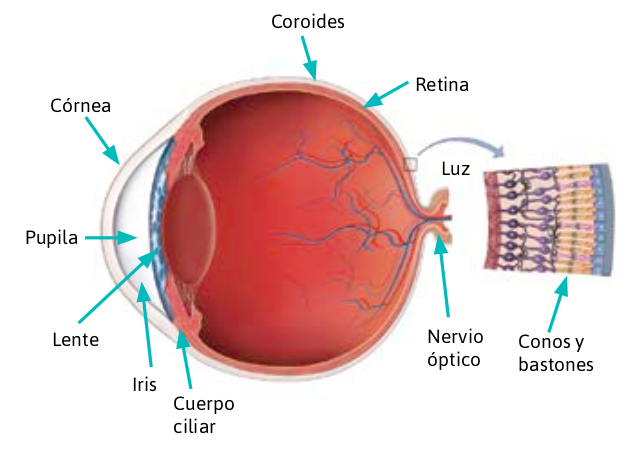 Coroides
Retina
Córnea
Luz
Pupila
Lente
Nervio
óptico
Conos y
bastones
Iris
Cuerpo
ciliar